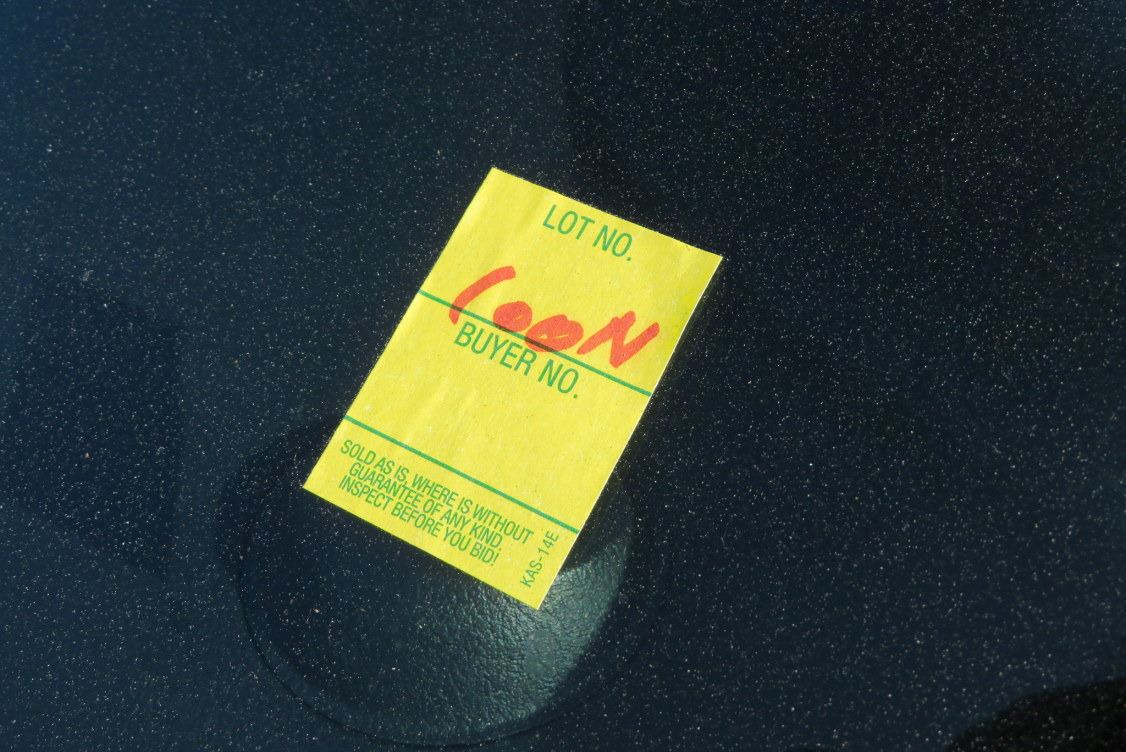 LOT NO.
100N
BUYER NO.
SOLD AS IS, WHERE IS WITHOUT
GUARANTEE OF ANY KIND.
INSPECT BEFORE YOU BID!
KAS-14E